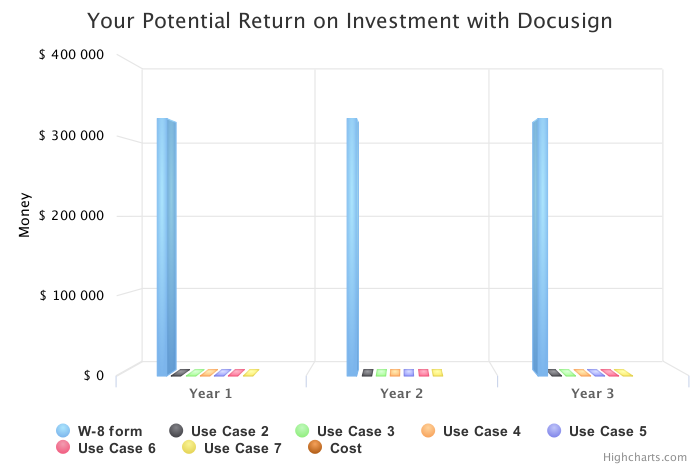 Your Potential Return on Investment with Docusign
$ 400 000
$ 300 000
$ 200 000
$ 100 000
$ 0
Money
Year 1 Year 2 Year 3
W-8 form Use Case 2 Use Case 3 Use Case 4 Use Case 5
Use Case 6 Use Case 7 Cost
Highcharts.com